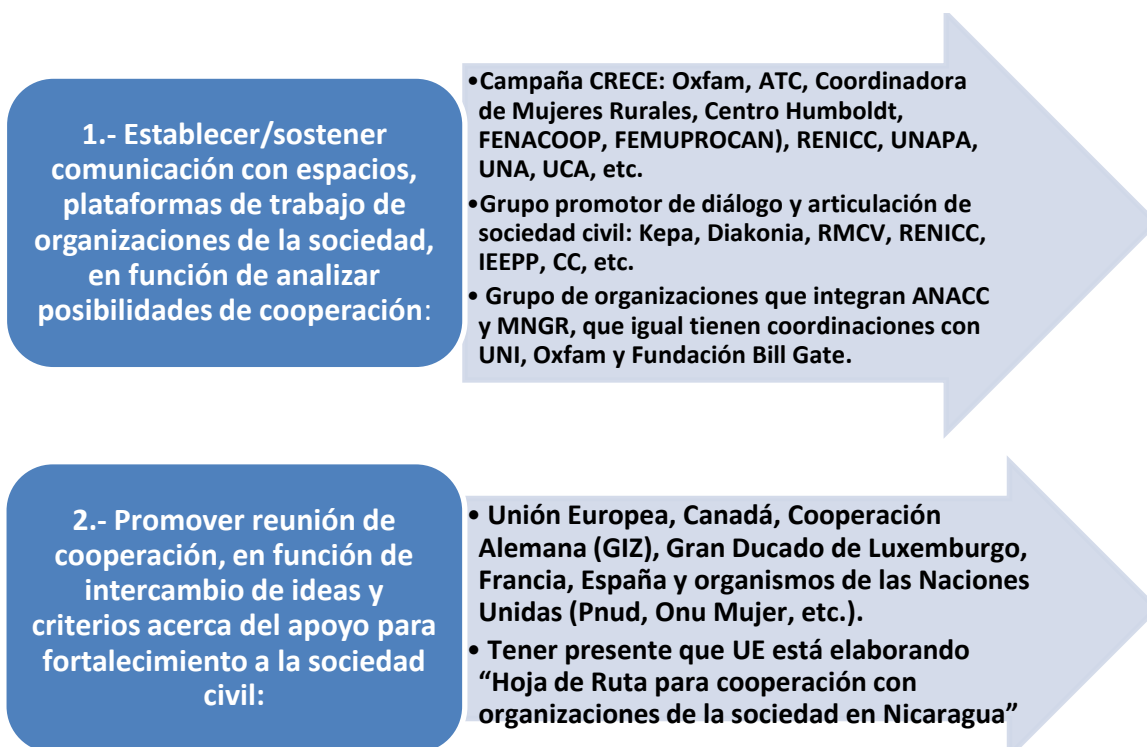 1.- Establecer/sostener
comunicación con espacios,
plataformas de trabajo de
organizaciones de la sociedad,
en función de analizar
posibilidades de cooperación:
•Campaña CRECE: Oxfam, ATC, Coordinadora
de Mujeres Rurales, Centro Humboldt,
FENACOOP, FEMUPROCAN), RENICC, UNAPA,
UNA, UCA, etc.
•Grupo promotor de diálogo y articulación de
sociedad civil: Kepa, Diakonia, RMCV, RENICC,
IEEPP, CC, etc.
• Grupo de organizaciones que integran ANACC
y MNGR, que igual tienen coordinaciones con
UNI, Oxfam y Fundación Bill Gate.
2.- Promover reunión de
cooperación, en función de
intercambio de ideas y
criterios acerca del apoyo para
fortalecimiento a la sociedad
civil:
• Unión Europea, Canadá, Cooperación
Alemana (GIZ), Gran Ducado de Luxemburgo,
Francia, España y organismos de las Naciones
Unidas (Pnud, Onu Mujer, etc.).
• Tener presente que UE está elaborando
“Hoja de Ruta para cooperación con
organizaciones de la sociedad en Nicaragua”